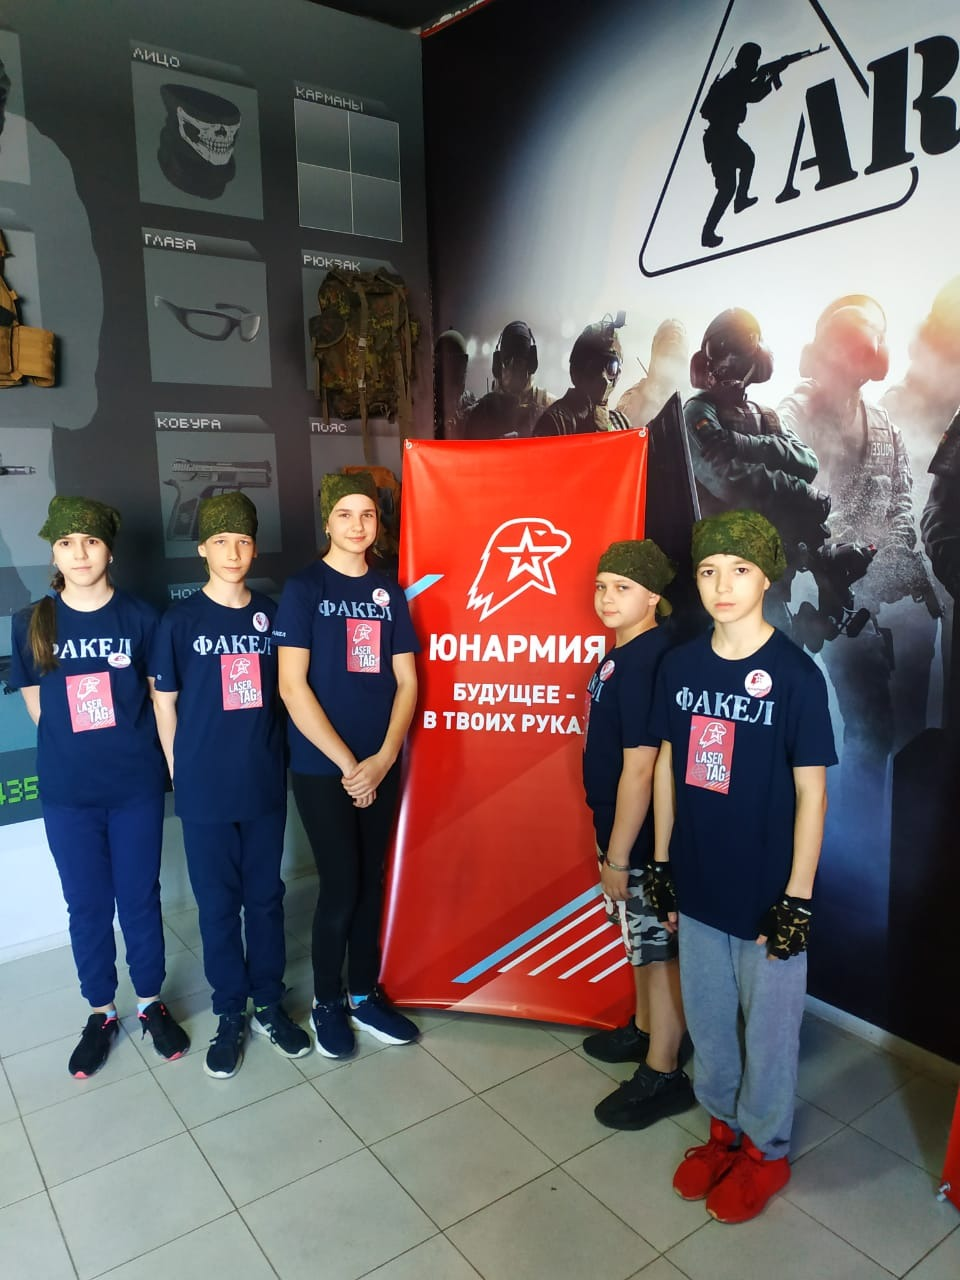 ЛИЦО
КАРМАНЫ
ГЛАЗА
РЮКЗАК
КОБУРА
ПОЯС
AR
435
ЮНАРМИЯ
БУДУЩЕЕ -
В ТВОИХ РУКА
ФАКЕЛ
LASER
TAG
ФАКЕЛ
LASER
TAG
ФАКЕЛ
LASER
TAG
ФАКЕЛ
LASER
TAG